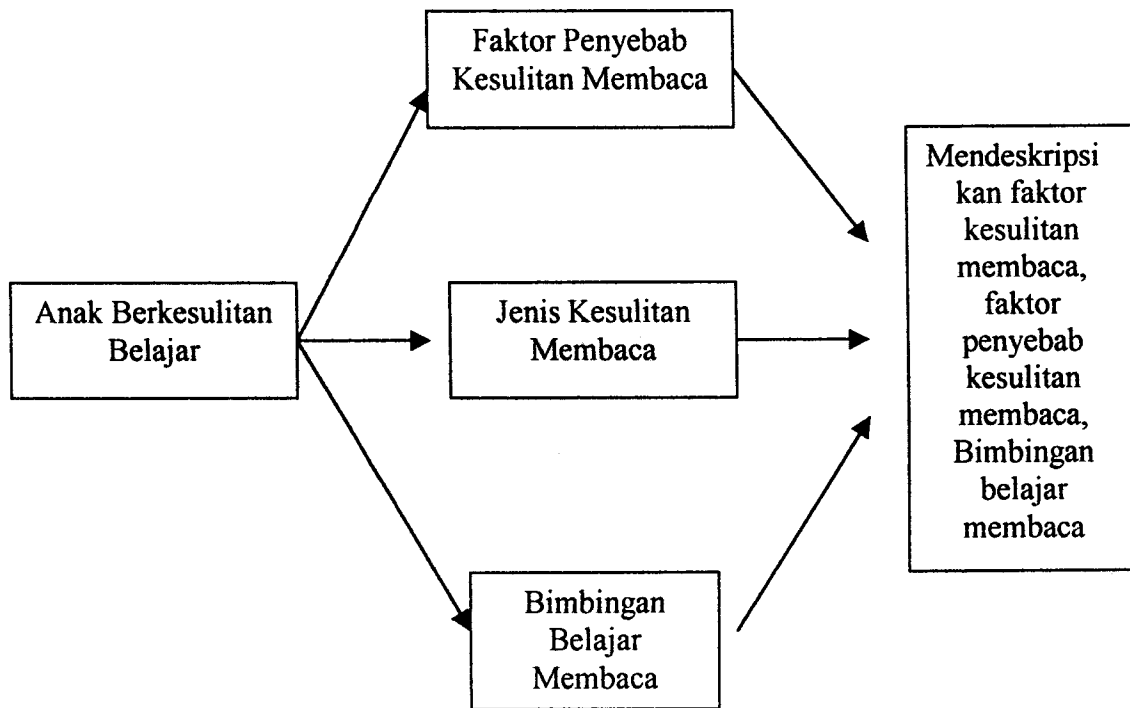 Faktor Penyebab
Kesulitan Membaca
Anak Berkesulitan
Belajar
Jenis Kesulitan
Membaca
Bimbingan
Belajar
Membaca
Mendeskripsi
kan faktor
kesulitan
membaca,
faktor
penyebab
kesulitan
membaca,
Bimbingan
belajar
membaca